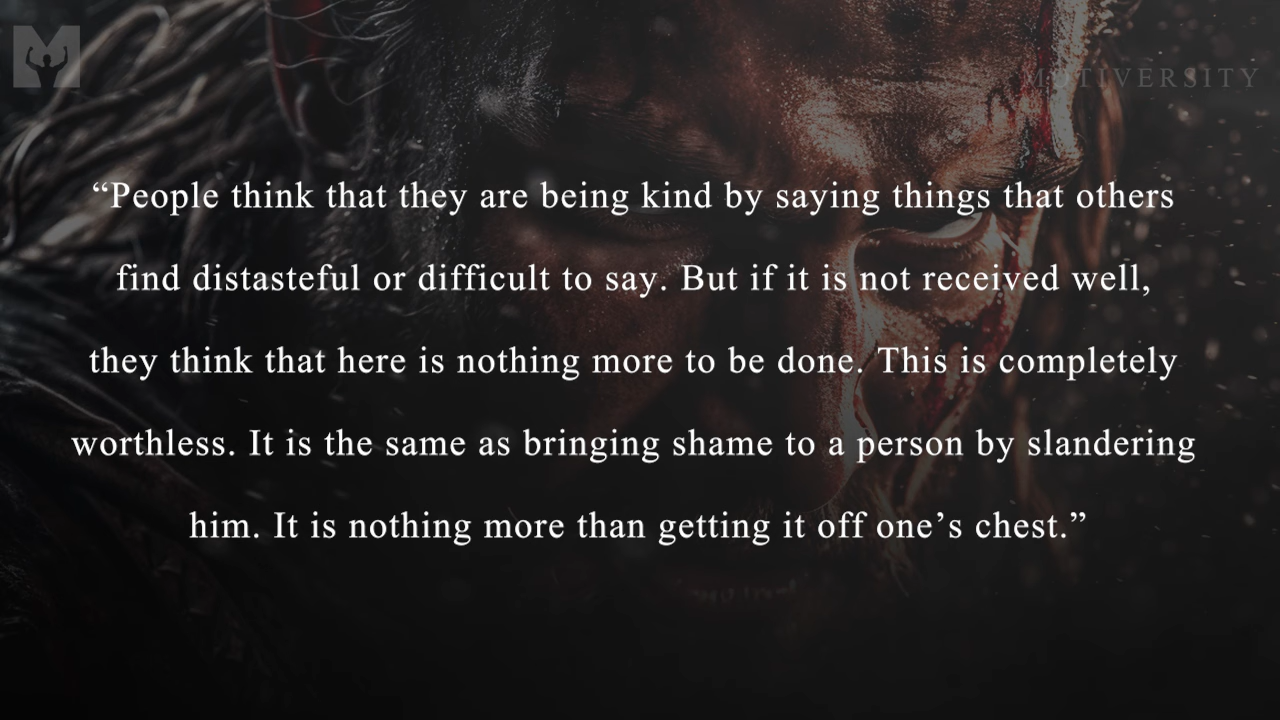 MOTIVERSITY
“People think that they are being kind by saying things that others
find distasteful or difficult to say. But if it is not received well,
they think that here is nothing more to be done. This is completely
worthless. It is the same as bringing shame to a person by slandering
him. It is nothing more than getting it off one’s chest.”